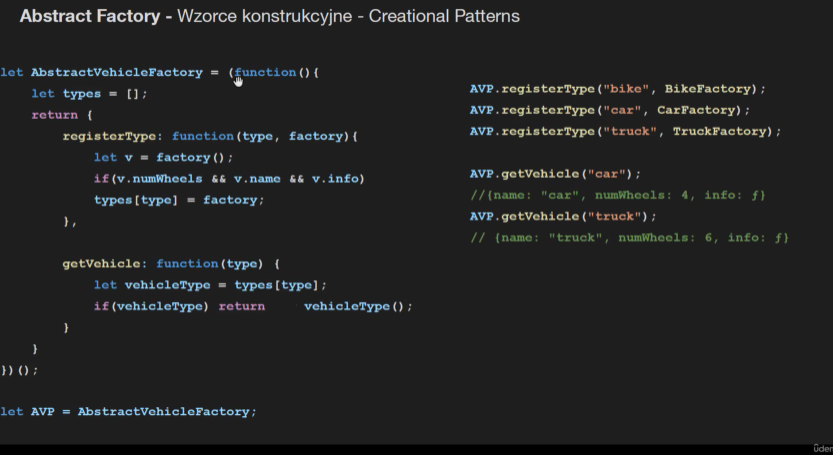 Abstract Factory - Wzorce konstrukcyjne - Creational Patterns
let AbstractVehicleFactory = (function(){
let types = [];
return {
registerType: function(type, factory){
let v = factory();
if(v.numWheels && v.name && v.info)
types[type] = factory;
},
getVehicle: function(type) {
let vehicleType = types[type];
if(vehicleType) return vehicleType();
}
}
})();
let AVP = AbstractVehicleFactory;
AVP.registerType("bike", BikeFactory);
AVP.registerType("car", CarFactory);
AVP.registerType("truck", TruckFactory);
AVP.getVehicle("car");
//{name: "car", numWheels: 4, info: ƒ}
AVP.getVehicle("truck");
// {name: "truck", numWheels: 6, info: ƒ}